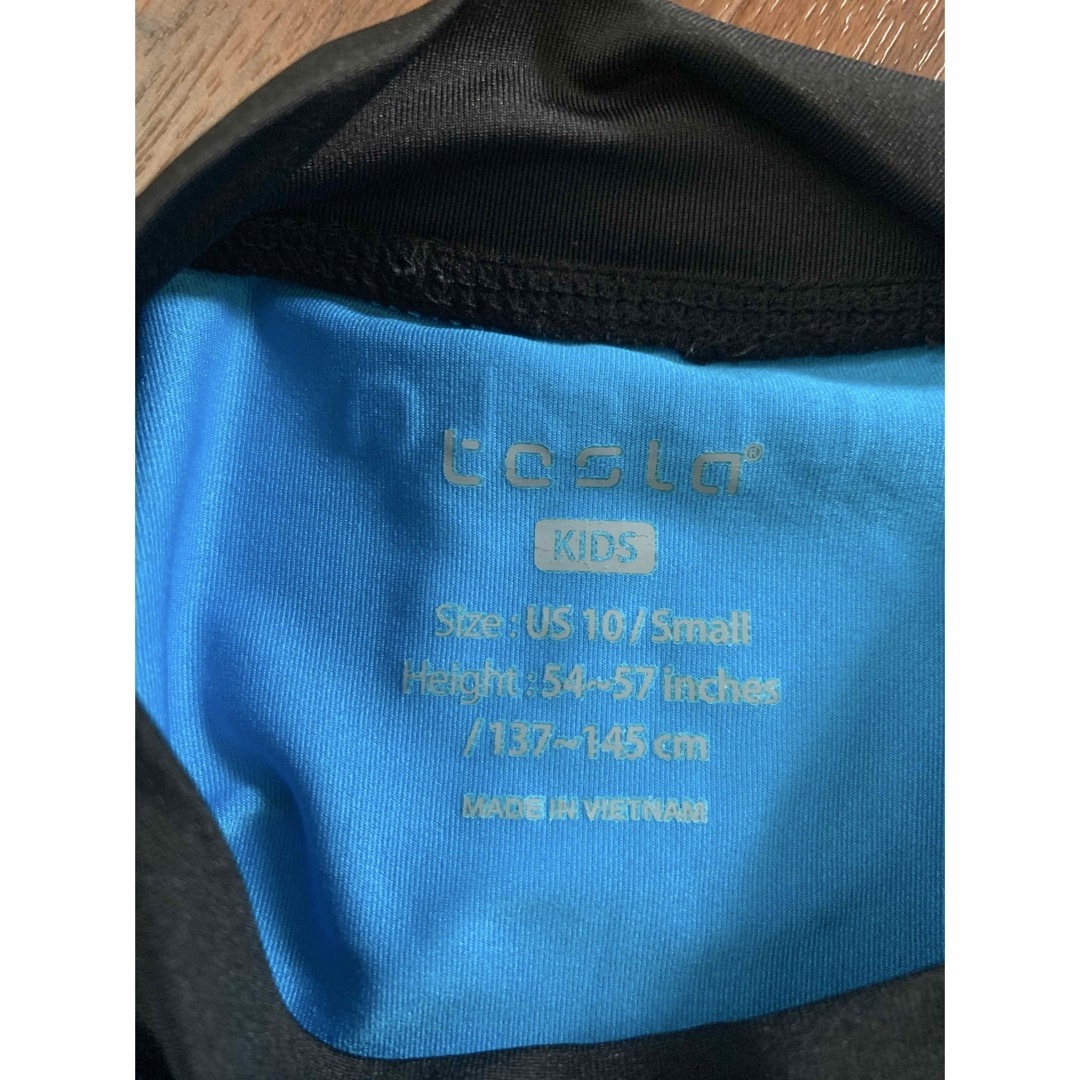 tesla®
KIDS
Size : US 10 / Small
Height : 54~57 inches
/ 137~145 cm
MADE IN VIETNAM